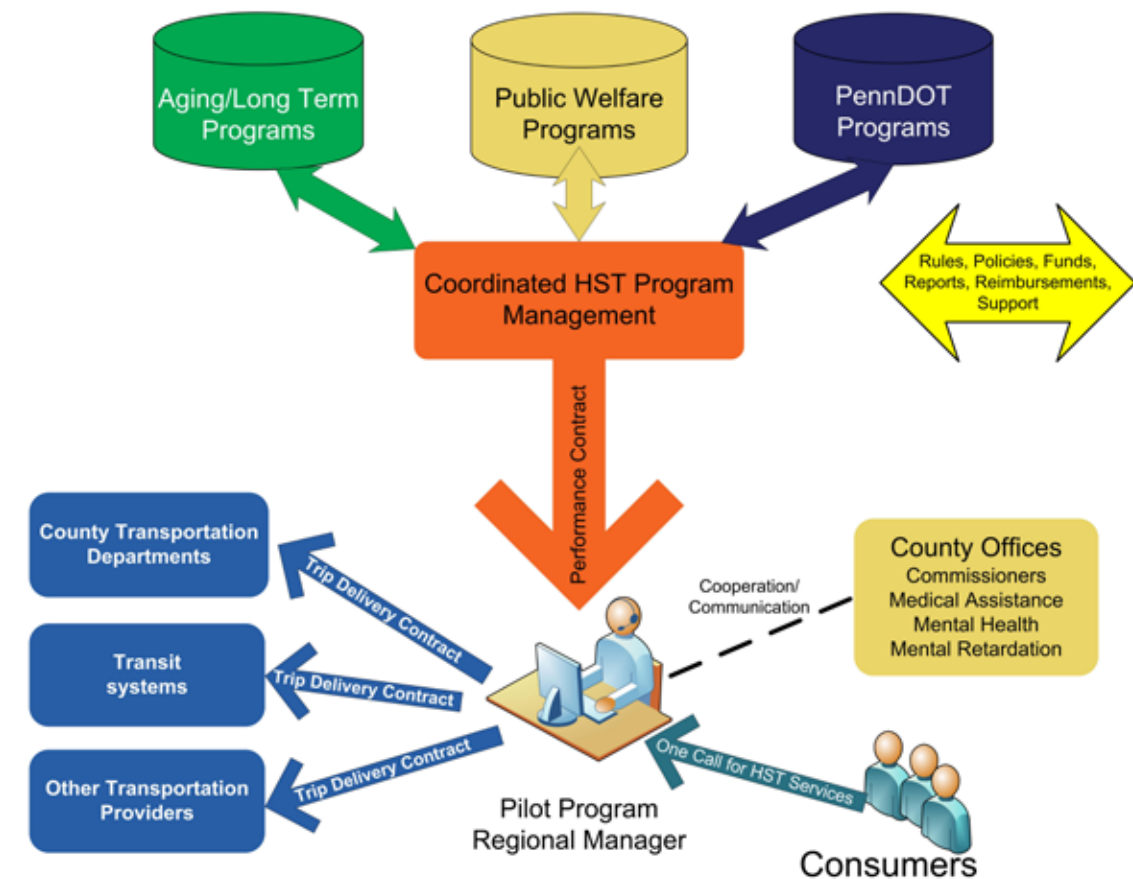 Aging/Long Term
Programs
Public Welfare
Programs
PennDOT
Programs
Coordinated HST Program
Management
Rules, Policies, Funds,
Reports, Reimbursements,
Support
Performance Contract
County Transportation
Departments
Transit
systems
Other Transportation
Providers
Trip Delivery Contract
Trip Delivery Contract
Trip Delivery Contract
Cooperation/
Communication
County Offices
Commissioners
Medical Assistance
Mental Health
Mental Retardation
One Call for HST Services
Pilot Program
Regional Manager
Consumers